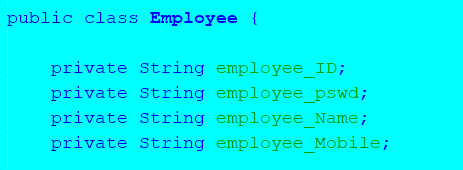 public class Employee {
private String employee_ID;
private String employee_pswd;
private String employee_Name;
private String employee_Mobile;